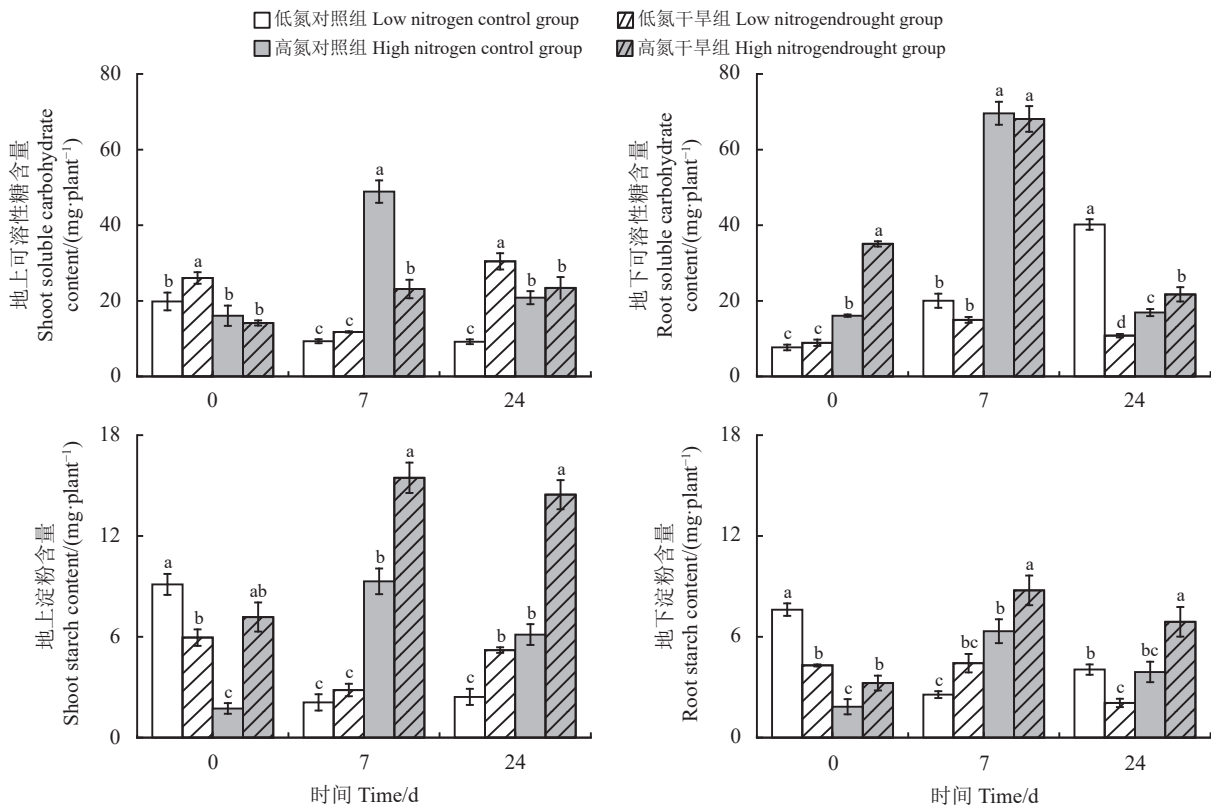 低氮对照组 Low nitrogen control group
低氮干旱组 Low nitrogendrought group
高氮对照组 High nitrogen control group
高氮干旱组 High nitrogendrought group
地上可溶性糖含量
Shoot soluble carbohydrate
content/(mg·plant⁻¹)
80
60
40
20
0
b a b b
c c a b
c a b b
0 7 24
地下可溶性糖含量
Root soluble carbohydrate
content/(mg·plant⁻¹)
80
60
40
20
0
c c b a
b b a a
a d c b
0 7 24
地上淀粉含量
Shoot starch content/(mg·plant⁻¹)
18
12
6
0
a b c ab
c c b a
c b b a
0 7 24
时间 Time/d
地下淀粉含量
Root starch content/(mg·plant⁻¹)
18
12
6
0
a b c b
c bc b a
b c bc a
0 7 24
时间 Time/d